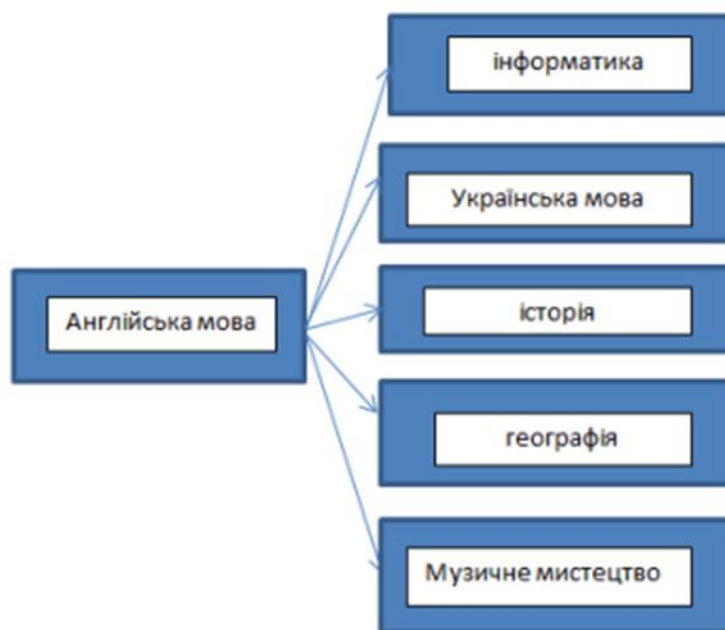 інформатика
Українська мова
Англійська мова
історія
географія
Музичне мистецтво